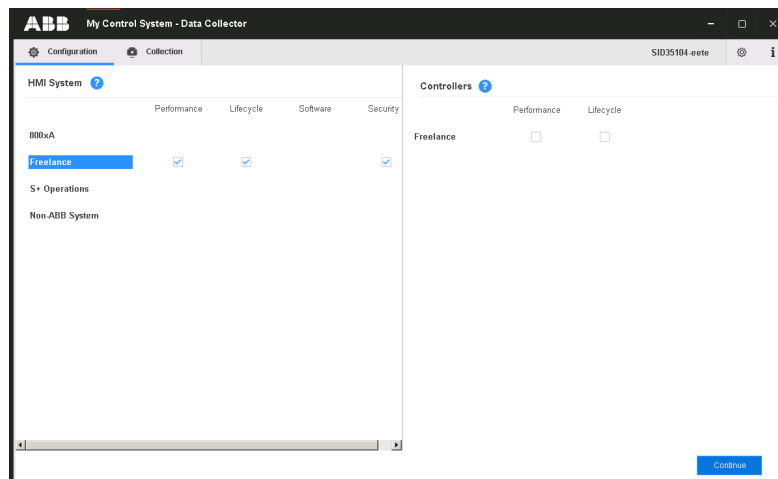 ABB My Control System - Data Collector
Configuration Collection SID35104-eete i
HMI System ?
Performance Lifecycle Software Security
800xA
Freelance
S+ Operations
Non-ABB System
Controllers ?
Performance Lifecycle
Freelance
Continue